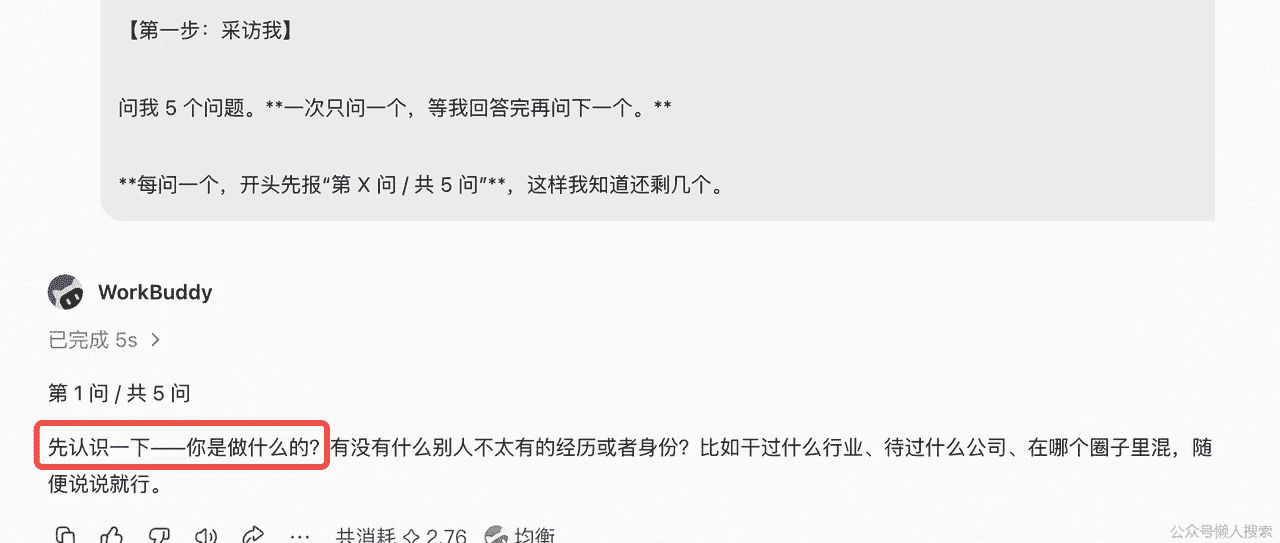 【第一步：采访我】
问我 5 个问题。**一次只问一个，等我回答完再问下一个。**
**每问一个，开头先报“第 X 问 / 共 5 问”**，这样我知道还剩几个。
WorkBuddy
已完成 5s
第 1 问 / 共 5 问
先认识一下——你是做什么的？有没有什么别人不太有的经历或者身份？比如干过什么行业、待过什么公司、在哪个圈子里混，随
便说说就行。
共消耗 2.76 均衡
公众号懒人搜索